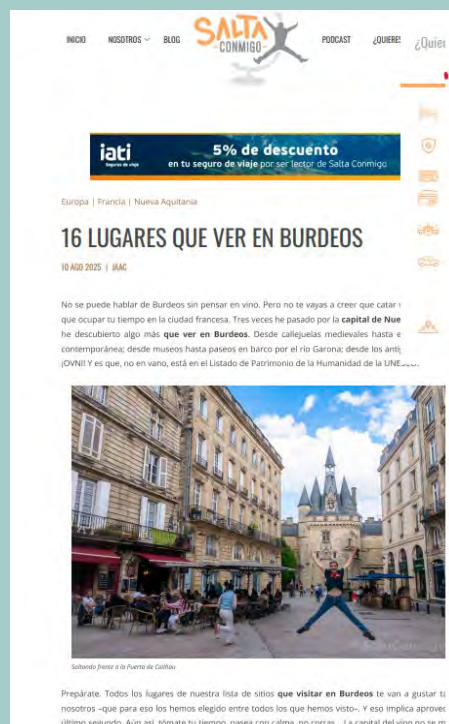 INICIO
NOSOTROS
BLOG
SALTA
-CONMIGO-
PODCAST
¿QUIERES
¿Quier
iati
Seguros de viaje
5% de descuento
en tu seguro de viaje por ser lector de Salta Conmigo
Europa | Francia | Nueva Aquitania
16 LUGARES QUE VER EN BURDEOS
10 AGO 2025 | JAAC
No se puede hablar de Burdeos sin pensar en vino. Pero no te vayas a creer que catar
que ocupar tu tiempo en la ciudad francesa. Tres veces he pasado por la capital de Nue
he descubierto algo más que ver en Burdeos. Desde callejuelas medievales hasta e
contemporánea; desde museos hasta paseos en barco por el río Garona; desde los anti
¡OVNI! Y es que, no en vano, está en el Listado de Patrimonio de la Humanidad de la
Saltando frente a la Puerta de Cailhau
Prepárate. Todos los lugares de nuestra lista de sitios que visitar en Burdeos te van a gustar ta
nosotros –que para eso los hemos elegido entre todos los que hemos visto–. Y eso implica aprovec
último segundo. Aún así, tómate tu tiempo, pasea con calma, no corras... La capital del vino no se m